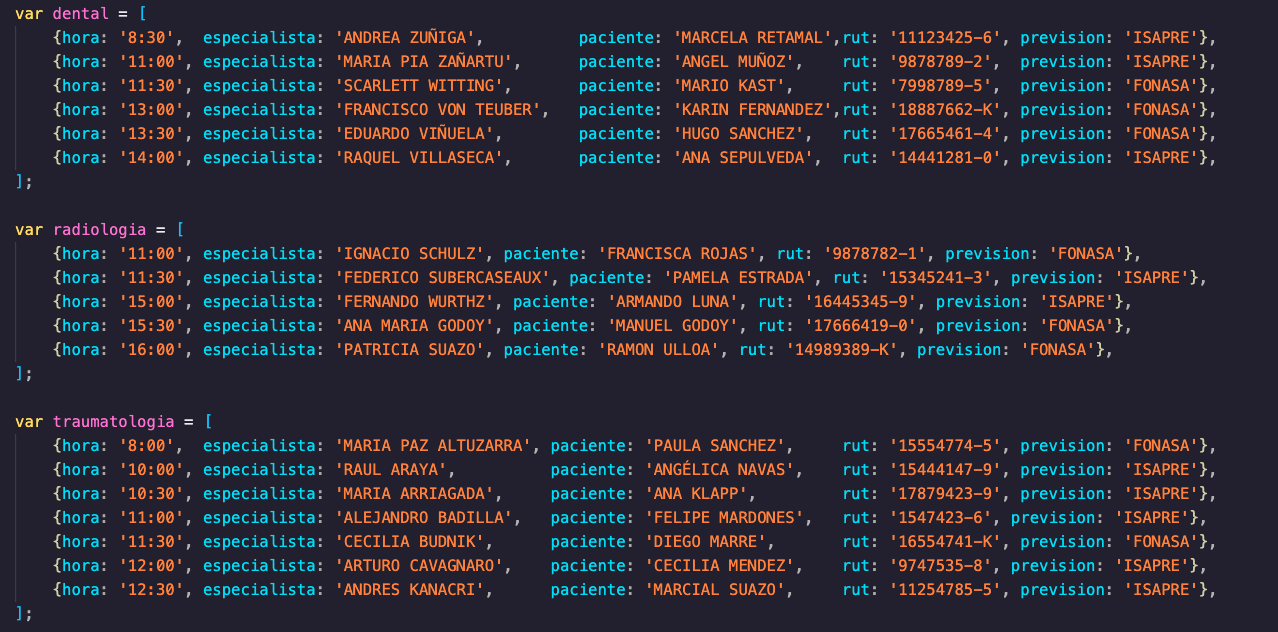 var dental = [
    {hora: '8:30',  especialista: 'ANDREA ZUÑIGA',          paciente: 'MARCELA RETAMAL',rut: '11123425-6', prevision: 'ISAPRE'},
    {hora: '11:00', especialista: 'MARIA PIA ZAÑARTU',      paciente: 'ANGEL MUÑOZ',    rut: '9878789-2',  prevision: 'ISAPRE'},
    {hora: '11:30', especialista: 'SCARLETT WITTING',       paciente: 'MARIO KAST',     rut: '7998789-5',  prevision: 'FONASA'},
    {hora: '13:00', especialista: 'FRANCISCO VON TEUBER',   paciente: 'KARIN FERNANDEZ',rut: '18887662-K', prevision: 'FONASA'},
    {hora: '13:30', especialista: 'EDUARDO VIÑUELA',        paciente: 'HUGO SANCHEZ',   rut: '17665461-4', prevision: 'FONASA'},
    {hora: '14:00', especialista: 'RAQUEL VILLASECA',       paciente: 'ANA SEPULVEDA',  rut: '14441281-0', prevision: 'ISAPRE'},
];

var radiologia = [
    {hora: '11:00', especialista: 'IGNACIO SCHULZ', paciente: 'FRANCISCA ROJAS', rut: '9878782-1', prevision: 'FONASA'},
    {hora: '11:30', especialista: 'FEDERICO SUBERCASEAUX', paciente: 'PAMELA ESTRADA', rut: '15345241-3', prevision: 'ISAPRE'},
    {hora: '15:00', especialista: 'FERNANDO WURTHZ', paciente: 'ARMANDO LUNA', rut: '16445345-9', prevision: 'ISAPRE'},
    {hora: '15:30', especialista: 'ANA MARIA GODOY', paciente: 'MANUEL GODOY', rut: '17666419-0', prevision: 'FONASA'},
    {hora: '16:00', especialista: 'PATRICIA SUAZO', paciente: 'RAMON ULLOA', rut: '14989389-K', prevision: 'FONASA'},
];

var traumatologia = [
    {hora: '8:00',  especialista: 'MARIA PAZ ALTUZARRA', paciente: 'PAULA SANCHEZ',     rut: '15554774-5', prevision: 'FONASA'},
    {hora: '10:00', especialista: 'RAUL ARAYA',          paciente: 'ANGÉLICA NAVAS',    rut: '15444147-9', prevision: 'ISAPRE'},
    {hora: '10:30', especialista: 'MARIA ARRIAGADA',     paciente: 'ANA KLAPP',         rut: '17879423-9', prevision: 'ISAPRE'},
    {hora: '11:00', especialista: 'ALEJANDRO BADILLA',   paciente: 'FELIPE MARDONES',   rut: '1547423-6', prevision: 'ISAPRE'},
    {hora: '11:30', especialista: 'CECILIA BUDNIK',      paciente: 'DIEGO MARRE',       rut: '16554741-K', prevision: 'FONASA'},
    {hora: '12:00', especialista: 'ARTURO CAVAGNARO',    paciente: 'CECILIA MENDEZ',    rut: '9747535-8', prevision: 'ISAPRE'},
    {hora: '12:30', especialista: 'ANDRES KANACRI',      paciente: 'MARCIAL SUAZO',     rut: '11254785-5', prevision: 'ISAPRE'},
];